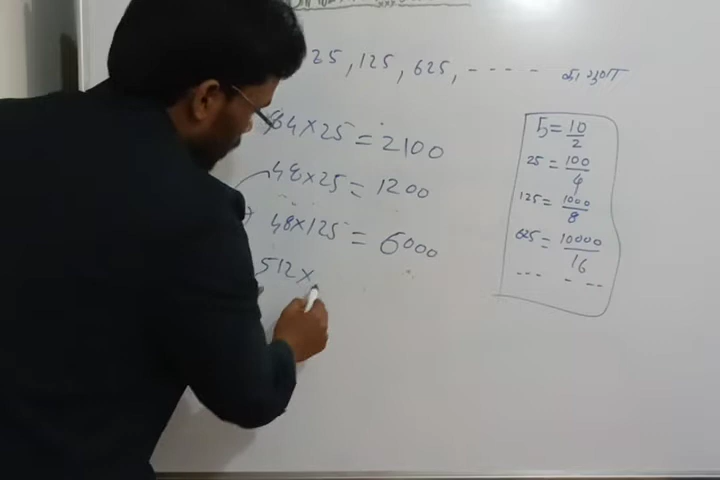 25, 125, 625, - - - -
84×25 = 2100
48×25 = 1200
48×125 = 6000
512×
5 = 10/2
25 = 100/4
125 = 1000/8
625 = 10000/16
--- - --